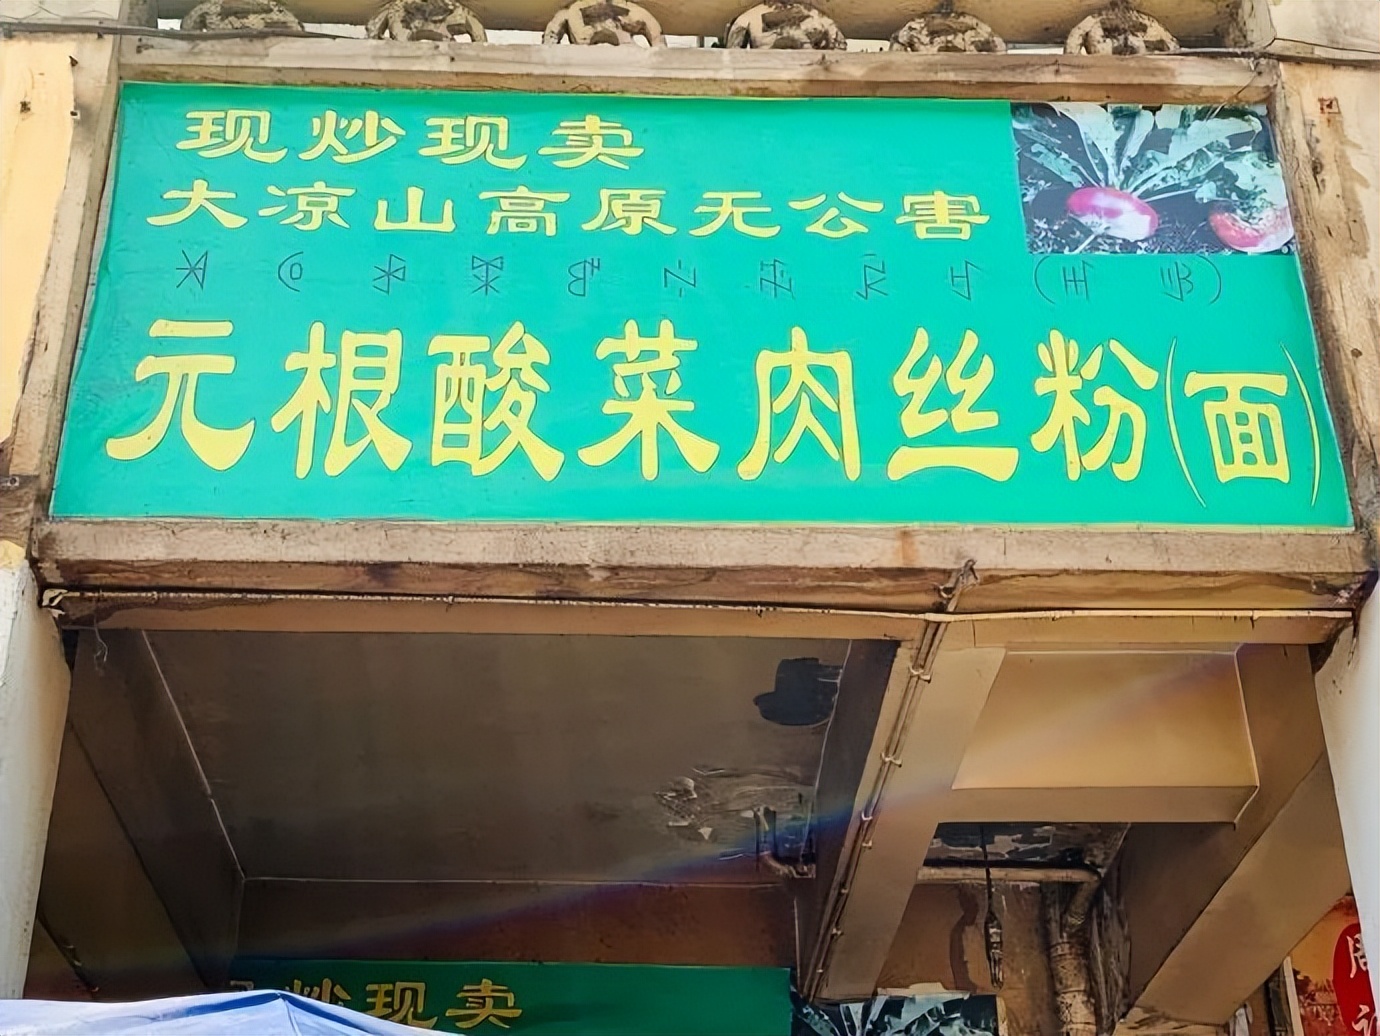 现炒现卖
大凉山高原无公害
元根酸菜肉丝粉(面)
炒现卖